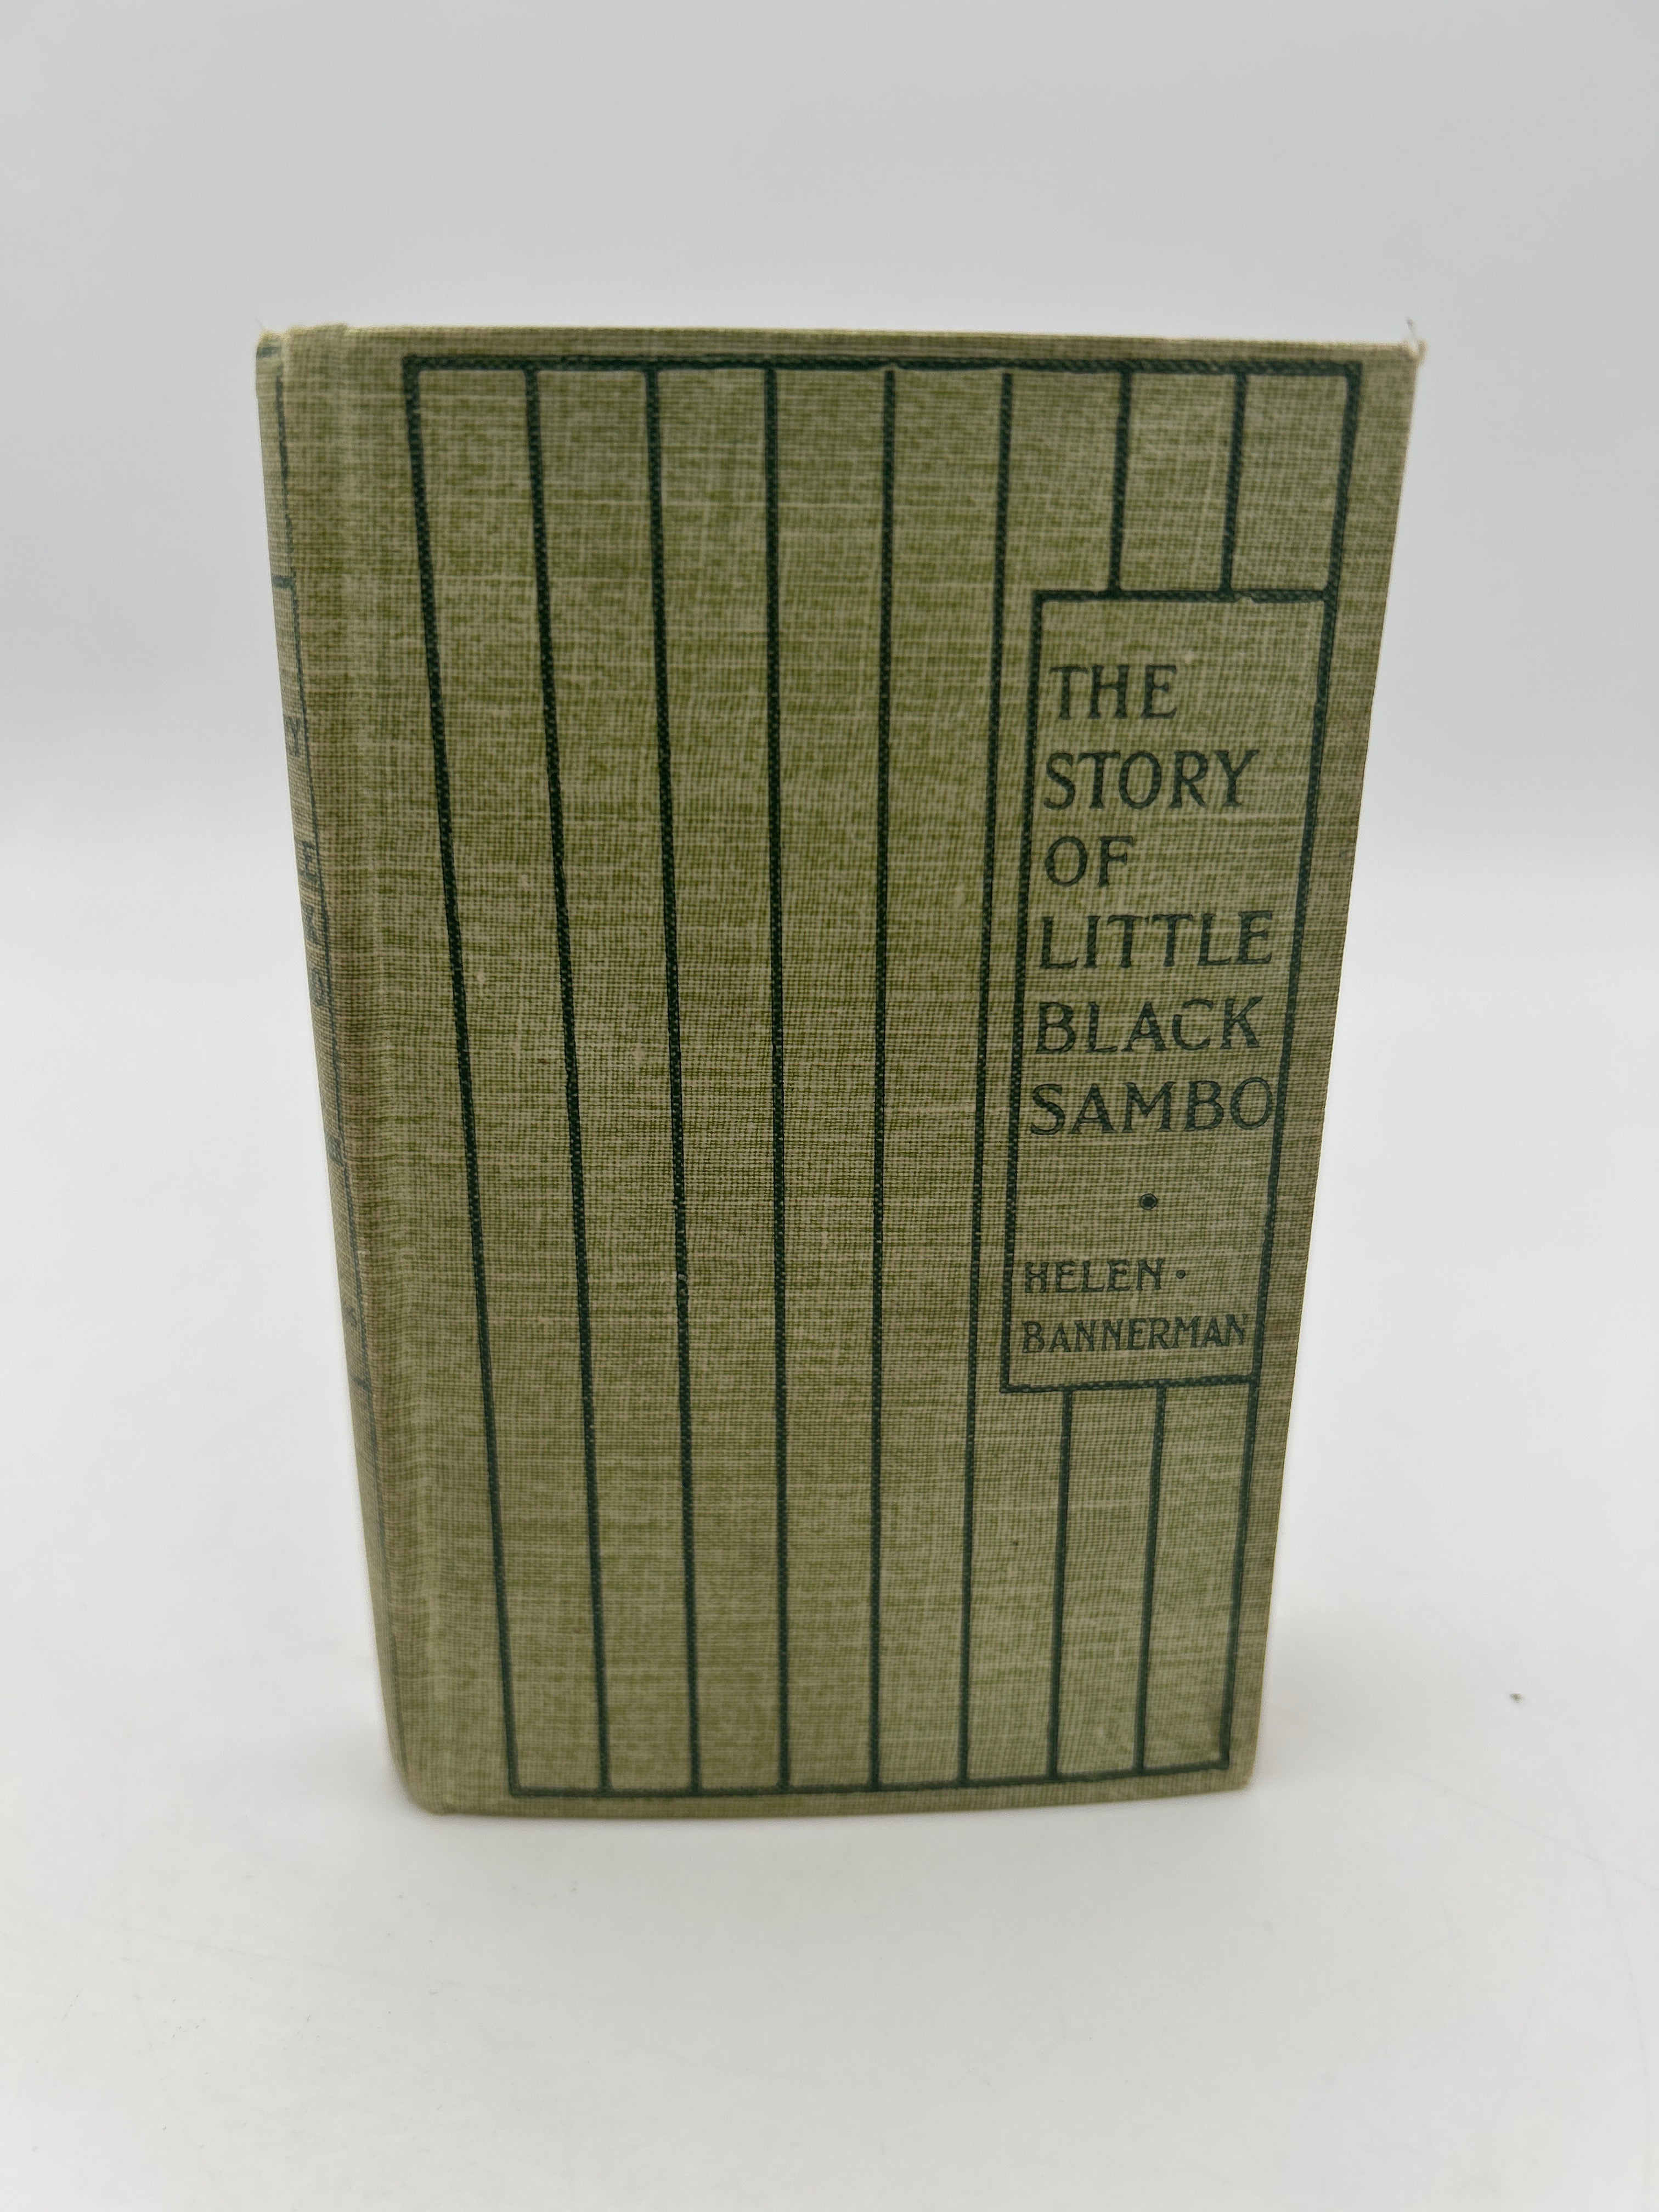 THE
STORY
OF
LITTLE
BLACK
SAMBO
•
HELEN •
BANNERMAN